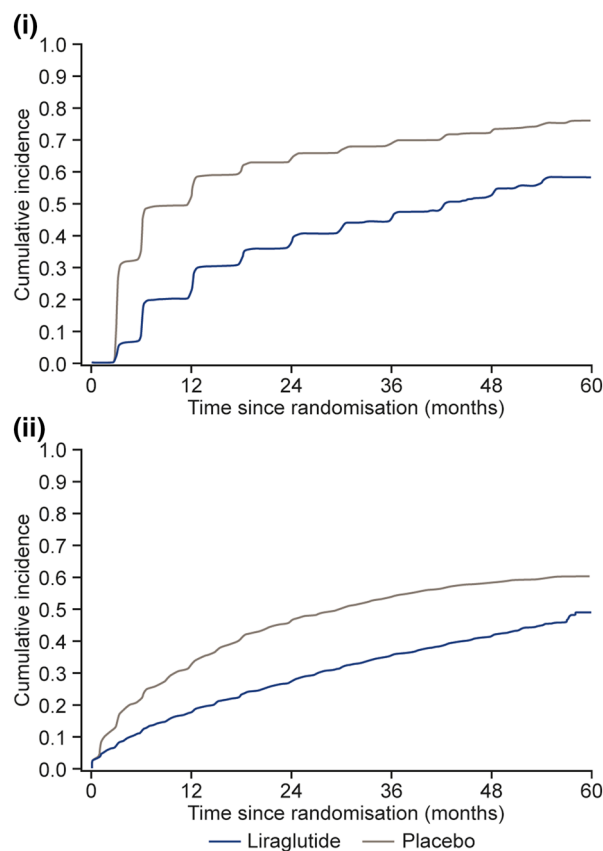 (i)
1.0
0.9
0.8
0.7
0.6
0.5
0.4
0.3
0.2
0.1
0.0
Cumulative incidence
0 12 24 36 48 60
Time since randomisation (months)
(ii)
1.0
0.9
0.8
0.7
0.6
0.5
0.4
0.3
0.2
0.1
0.0
Cumulative incidence
0 12 24 36 48 60
Time since randomisation (months)
Liraglutide Placebo